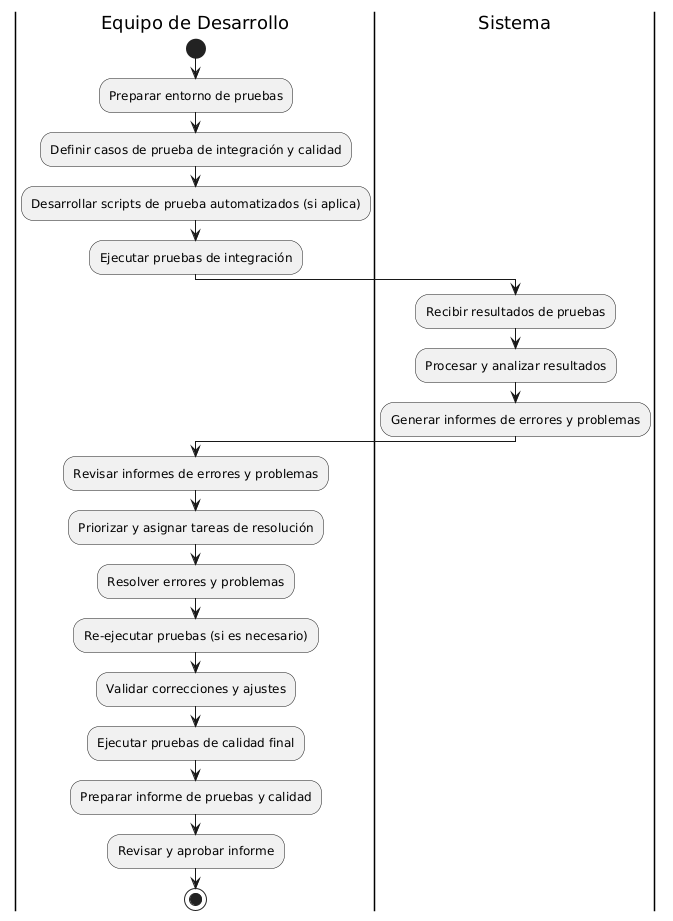 Equipo de Desarrollo
Sistema
Preparar entorno de pruebas
Definir casos de prueba de integración y calidad
Desarrollar scripts de prueba automatizados (si aplica)
Ejecutar pruebas de integración
Recibir resultados de pruebas
Procesar y analizar resultados
Generar informes de errores y problemas
Revisar informes de errores y problemas
Priorizar y asignar tareas de resolución
Resolver errores y problemas
Re-ejecutar pruebas (si es necesario)
Validar correcciones y ajustes
Ejecutar pruebas de calidad final
Preparar informe de pruebas y calidad
Revisar y aprobar informe